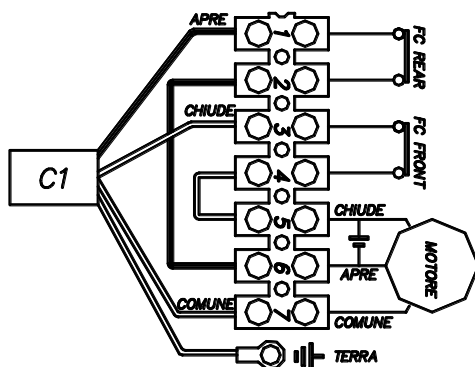 APRE
1
FC REAR
2
CHIUDE
3
FC FRONT
4
C1
5
CHIUDE
MOTORE
6
APRE
COMUNE
7
COMUNE
TERRA